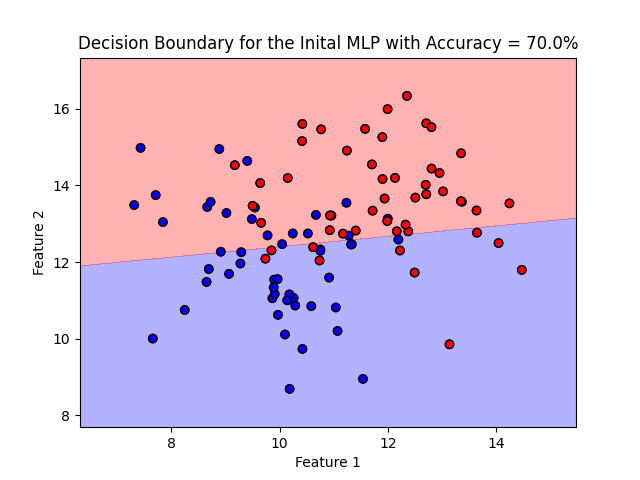 Decision Boundary for the Inital MLP with Accuracy = 70.0%
16
14
12
10
8
Feature 2
8 10 12 14
Feature 1